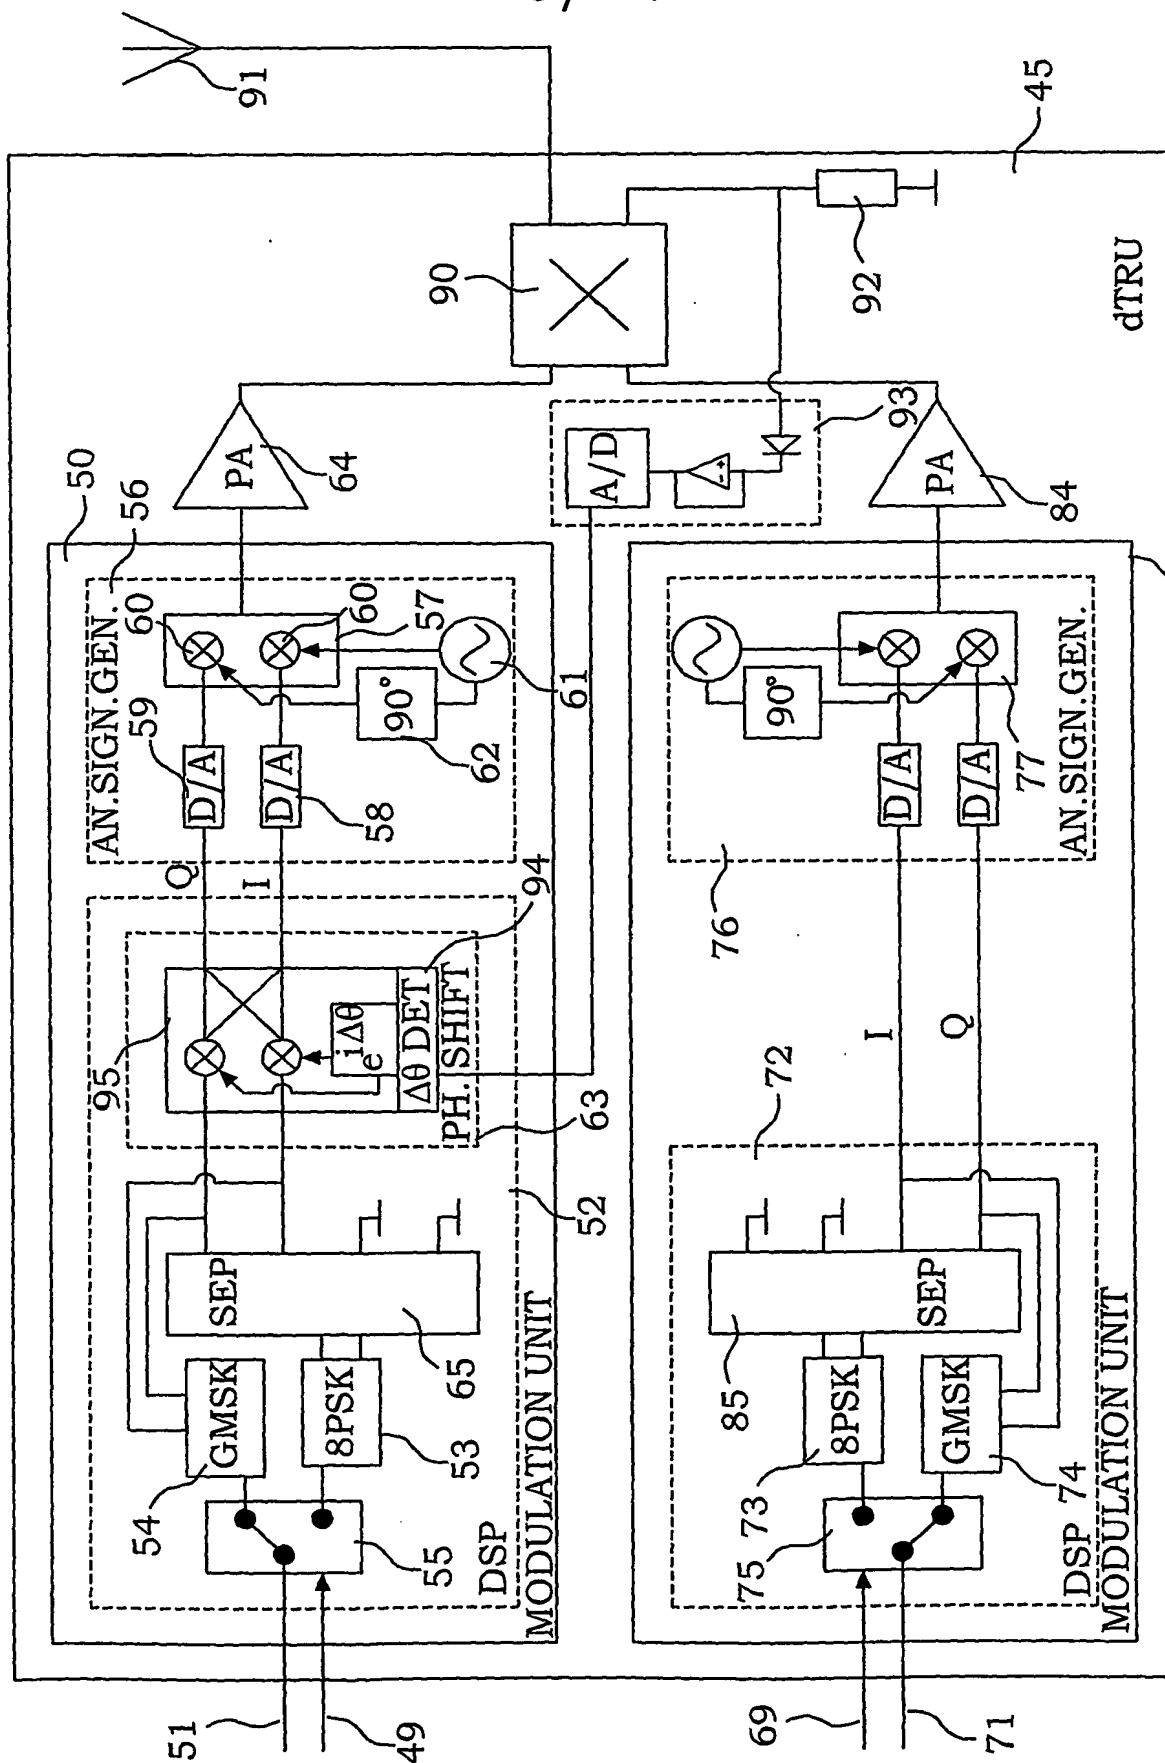 91
45
90
92
dTRU
93
A/D
PA
64
PA
84
50
56
AN.SIGN.GEN.
60
60
57
59
D/A
D/A
58
90°
62
61
Q
I
94
95
e iΔθ
Δθ DET
PH. SHIFT
63
52
SEP
65
GMSK
54
8PSK
53
55
DSP
MODULATION UNIT
51
49
AN.SIGN.GEN.
76
77
90°
D/A
D/A
I
Q
72
SEP
85
8PSK
73
GMSK
74
75
DSP
MODULATION UNIT
69
71